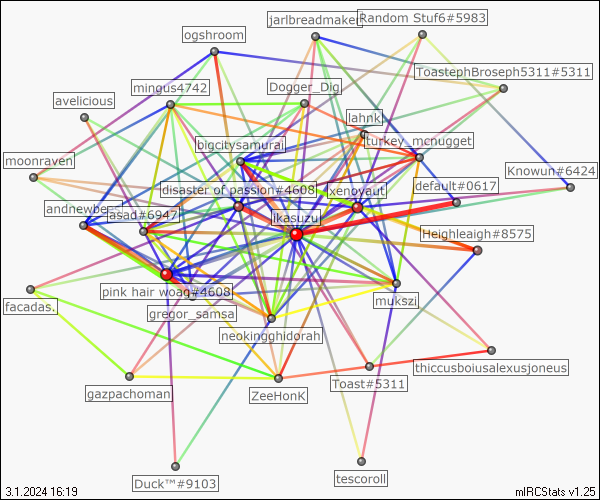 jarlbreadmaker
Random Stuf6#5983
ogshroom
ToastephBroseph5311#5311
mingus4742
Dogger_Dig
avelicious
lahnk
bigcitysamurai
turkey_mcnugget
moonraven
Knowun#6424
disaster of passion#4608
xenoyaut
default#0617
asad#6947
ikasuzu
Heighleaigh#8575
pink hair woag#4608
mukszi
facadas.
gregor_samsa
neokingghidorah
thiccusboiusalexusjoneus
gazpachoman
ZeeHonK
Toast#5311
Duck™#9103
tescoroll
3.1.2024 16:19
mIRCStats v1.25